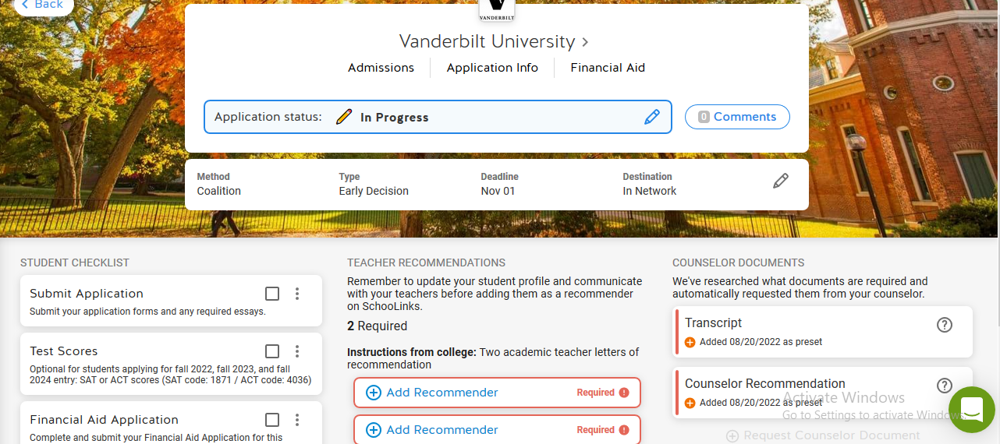 Back
VANDERBILT
Vanderbilt University
Admissions
Application Info
Financial Aid
Application status:
In Progress
0 Comments
Method
Coalition
Type
Early Decision
Deadline
Nov 01
Destination
In Network
STUDENT CHECKLIST
Submit Application
Submit your application forms and any required essays.
Test Scores
Optional for students applying for fall 2022, fall 2023, and fall
2024 entry: SAT or ACT scores (SAT code: 1871 / ACT code: 4036)
Financial Aid Application
Complete and submit your Financial Aid Application for this
TEACHER RECOMMENDATIONS
Remember to update your student profile and communicate
with your teachers before adding them as a recommender
on SchooLinks.
2 Required
Instructions from college: Two academic teacher letters of
recommendation
Add Recommender
Required
Add Recommender
Required
COUNSELOR DOCUMENTS
We've researched what documents are required and
automatically requested them from your counselor.
Transcript
Added 08/20/2022 as preset
Counselor Recommendation
Added 08/20/2022 as preset
Activate Windows
Go to Settings to activate Windows.
Request Counselor Document